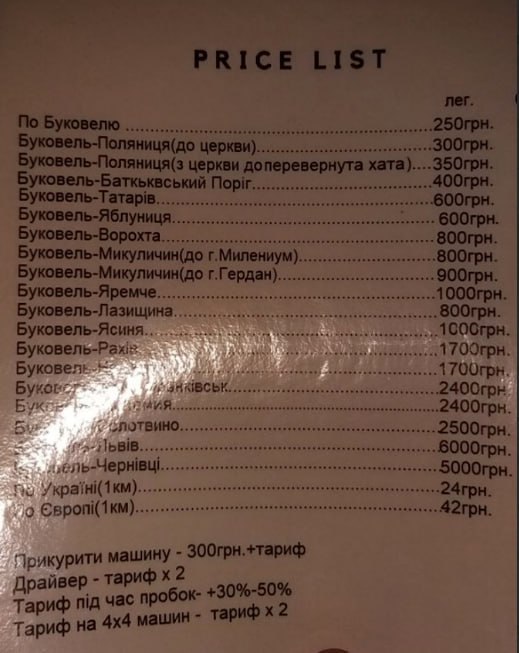 PRICE LIST
лег.
По Буковелю ........................................................250грн.
Буковель-Поляниця(до церкви)................................300грн.
Буковель-Поляниця(з церкви доперевернута хата)....350грн.
Буковель-Баткьквський Поріг.................................400грн.
Буковель-Татарів..................................................600грн.
Буковель-Яблуниця................................................600грн.
Буковель-Ворохта..................................................800грн.
Буковель-Микуличин(до г.Милениум).......................800грн.
Буковель-Микуличин(до г.Гердан)...........................900грн.
Буковель-Яремче..................................................1000грн.
Буковель-Лазищина................................................800грн.
Буковель-Ясиня....................................................1000грн.
Буковель-Рахів....................................................1700грн.
Буковель-..........................................................1700грн.
2400грн.
2400грн.
2500грн.
Львів................................................................6000грн.
Чернівці............................................................5000грн.
По Україні(1км)....................................................24грн.
По Європі(1км).....................................................42грн.
Прикурити машину - 300грн.+тариф
Драйвер - тариф х 2
Тариф під час пробок- +30%-50%
Тариф на 4х4 машин - тариф х 2